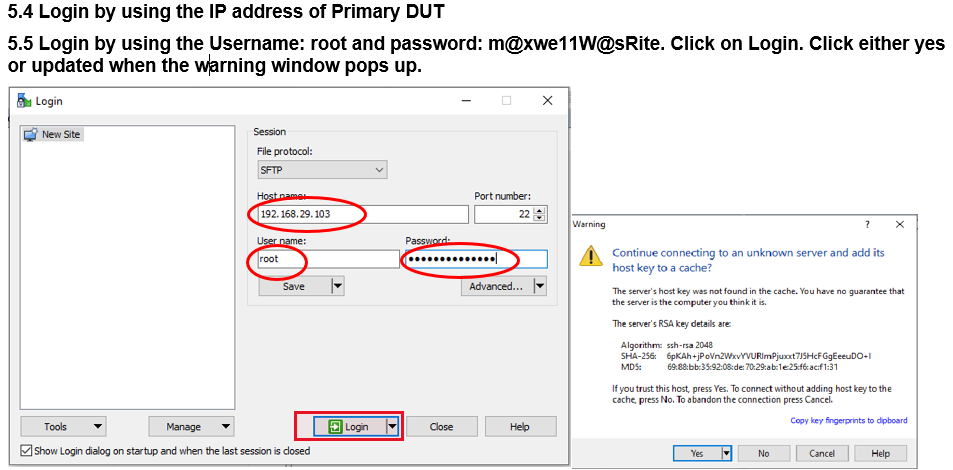 5.4 Login by using the IP address of Primary DUT
5.5 Login by using the Username: root and password: m@xwe11W@sRite. Click on Login. Click either yes
or updated when the warning window pops up.
Login
New Site
Session
File protocol:
SFTP
Host name:
Port number:
192.168.29.103
22
User name:
Password:
root
●●●●●●●●●●●●●●
Save
Advanced...
Tools
Manage
Login
Close
Help
Show Login dialog on startup and when the last session is closed
Warning
?
Continue connecting to an unknown server and add its
host key to a cache?
The server's host key was not found in the cache. You have no guarantee that
the server is the computer you think it is.
The server's RSA key details are:
Algorithm: ssh-rsa 2048
SHA-256: 6pKAh+jPoVn2WxvYVURlmPjuxxt7J5HcFGgEeeuDO+I
MD5: 69:88:bb:35:92:08:de:70:29:ab:1e:25:f6:ac:f1:31
If you trust this host, press Yes. To connect without adding host key to the
cache, press No. To abandon the connection press Cancel.
Copy key fingerprints to clipboard
Yes
No
Cancel
Help